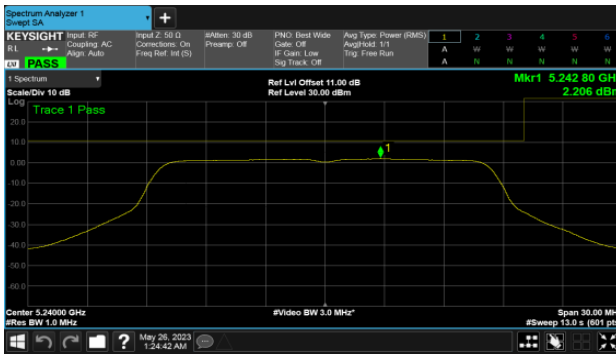 Spectrum Analyzer 1
Swept SA
KEYSIGHT
RL
LXI
PASS
Input: RF
Coupling: AC
Align: Auto
Input Z: 50 Ω
Corrections: On
Freq Ref: Int (S)
#Atten: 30 dB
Preamp: Off
PNO: Best Wide
Gate: Off
IF Gain: Low
Sig Track: Off
Avg Type: Power (RMS)
Avg|Hold: 1/1
Trig: Free Run
1 2 3 4 5 6
A W W W W W
A N N N N N
1 Spectrum
Scale/Div 10 dB
Ref Lvl Offset 11.00 dB
Ref Level 30.00 dBm
Mkr1 5.242 80 GH
2.206 dBr
Log
Trace 1 Pass
20.0
10.0
0.00
-10.0
-20.0
-30.0
-40.0
-50.0
-60.0
1
Center 5.24000 GHz
#Res BW 1.0 MHz
#Video BW 3.0 MHz*
Span 30.00 MH
#Sweep 13.0 s (601 pts
?
May 26, 2023
1:24:42 AM